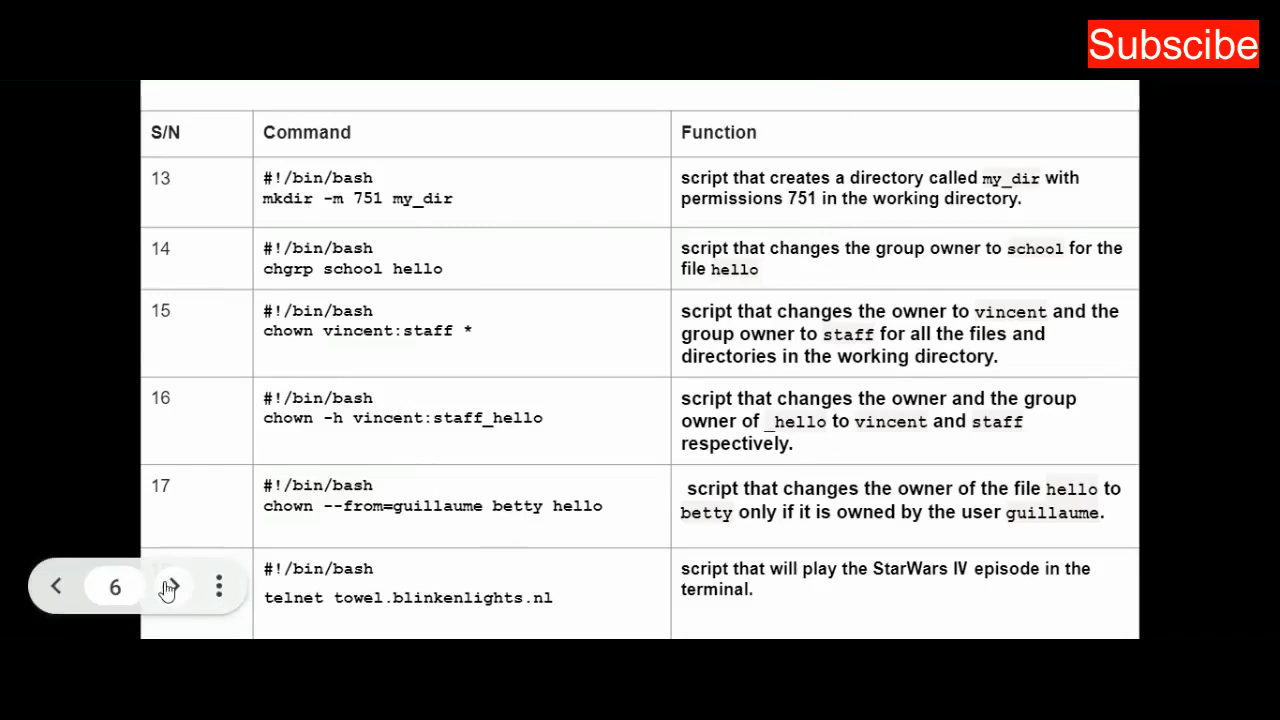 Subscibe
S/N Command Function
13 #!/bin/bash script that creates a directory called my_dir with
mkdir -m 751 my_dir permissions 751 in the working directory.
14 #!/bin/bash script that changes the group owner to school for the
chgrp school hello file hello
15 #!/bin/bash script that changes the owner to vincent and the
chown vincent:staff * group owner to staff for all the files and
directories in the working directory.
16 #!/bin/bash script that changes the owner and the group
chown -h vincent:staff_hello owner of _hello to vincent and staff
respectively.
17 #!/bin/bash script that changes the owner of the file hello to
chown --from=guillaume betty hello betty only if it is owned by the user guillaume.
#!/bin/bash script that will play the StarWars IV episode in the
telnet towel.blinkenlights.nl terminal.
6